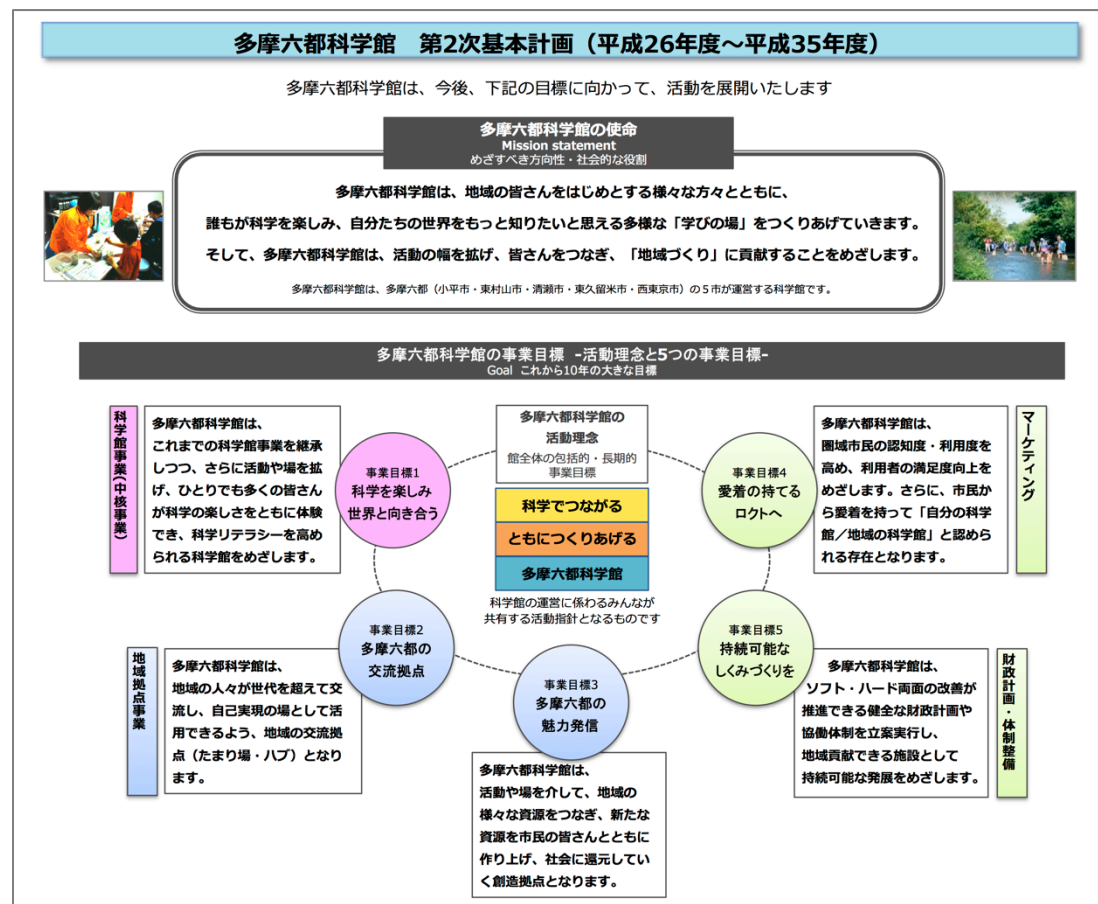 多摩六都科学館　第2次基本計画（平成26年度～平成35年度）
多摩六都科学館は、今後、下記の目標に向かって、活動を展開いたします
多摩六都科学館の使命
Mission statement
めざすべき方向性・社会的な役割
多摩六都科学館は、地域の皆さんをはじめとする様々な方々とともに、
誰もが科学を楽しみ、自分たちの世界をもっと知りたいと思える多様な「学びの場」をつくりあげていきます。
そして、多摩六都科学館は、活動の幅を拡げ、皆さんをつなぎ、「地域づくり」に貢献することをめざします。
多摩六都科学館は、多摩六都（小平市・東村山市・清瀬市・東久留米市・西東京市）の５市が運営する科学館です。
多摩六都科学館の事業目標 -活動理念と5つの事業目標-
Goal これから10年の大きな目標
科学館事業(中核事業)
多摩六都科学館は、
これまでの科学館事業を継承
しつつ、さらに活動や場を拡
げ、ひとりでも多くの皆さん
が科学の楽しさをともに体験
でき、科学リテラシーを高め
られる科学館をめざします。
事業目標1
科学を楽しみ
世界と向き合う
多摩六都科学館の
活動理念
館全体の包括的・長期的
事業目標
科学でつながる
ともにつくりあげる
多摩六都科学館
科学館の運営に係わるみんなが
共有する活動指針となるものです
事業目標4
愛着の持てる
ロクトへ
多摩六都科学館は、
圏域市民の認知度・利用度を
高め、利用者の満足度向上を
めざします。さらに、市民か
ら愛着を持って「自分の科学
館／地域の科学館」と認めら
れる存在となります。
マーケティング
地域拠点事業
多摩六都科学館は、
地域の人々が世代を超えて交
流し、自己実現の場として活
用できるよう、地域の交流拠
点（たまり場・ハブ）となり
ます。
事業目標2
多摩六都の
交流拠点
事業目標3
多摩六都の
魅力発信
多摩六都科学館は、
活動や場を介して、地域の
様々な資源をつなぎ、新たな
資源を市民の皆さんとともに
作り上げ、社会に還元してい
く創造拠点となります。
事業目標5
持続可能な
しくみづくりを
多摩六都科学館は、
ソフト・ハード両面の改善が
推進できる健全な財政計画や
協働体制を立案実行し、
地域貢献できる施設として
持続可能な発展をめざします。
財政計画・体制整備